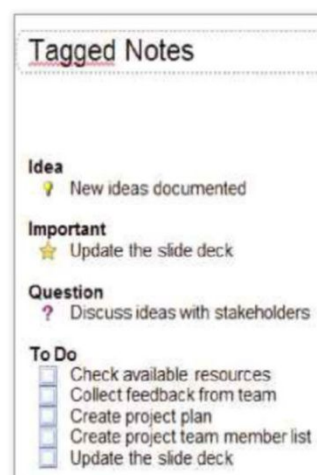 Tagged Notes
Idea
New ideas documented
Important
Update the slide deck
Question
? Discuss ideas with stakeholders
To Do
Check available resources
Collect feedback from team
Create project plan
Create project team member list
Update the slide deck